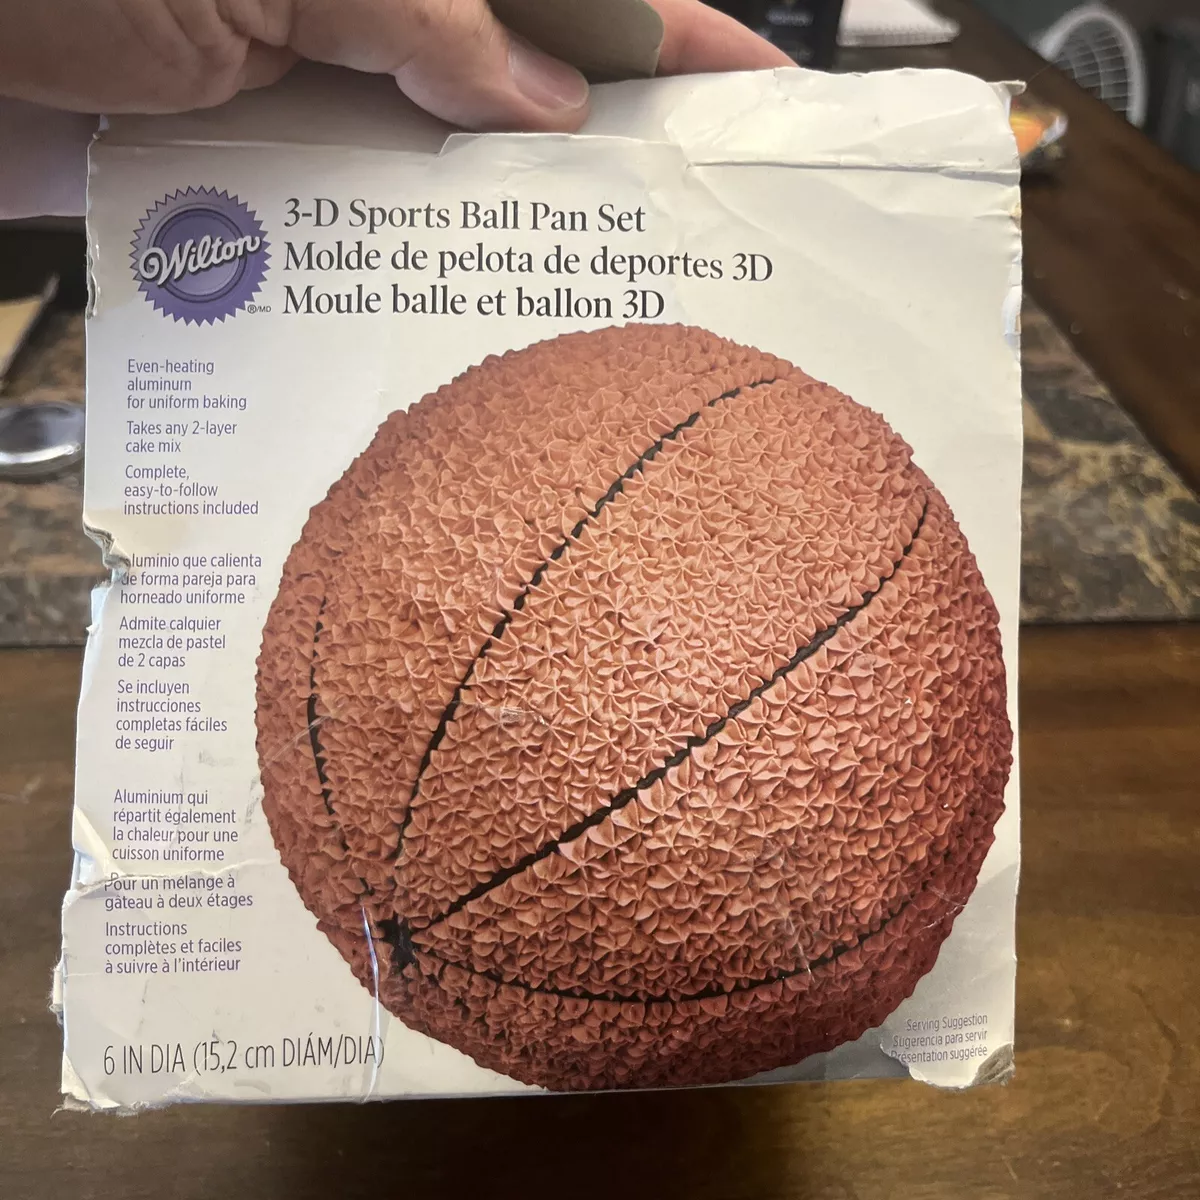 Wilton
®/MD
3-D Sports Ball Pan Set
Molde de pelota de deportes 3D
Moule balle et ballon 3D
Even-heating
aluminum
for uniform baking
Takes any 2-layer
cake mix
Complete,
easy-to-follow
instructions included
luminio que calienta
de forma pareja para
horneado uniforme
Admite calquier
mezcla de pastel
de 2 capas
Se incluyen
instrucciones
completas fáciles
de seguir
Aluminium qui
répartit également
la chaleur pour une
cuisson uniforme
Pour un mélange à
gâteau à deux étages
Instructions
complètes et faciles
à suivre à l'intérieur
6 IN DIA (15,2 cm DIÁM/DIA)
Serving Suggestion
Sugerencia para servir
Présentation suggérée